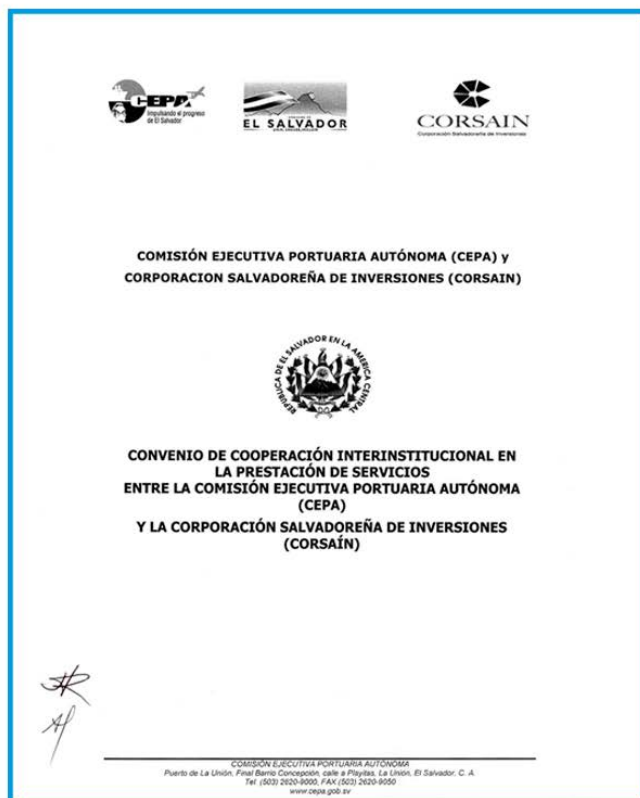 CEPA
Impulsando el progreso
de El Salvador
EL SALVADOR
CORSAIN
Corporación Salvadoreña de Inversiones
COMISIÓN EJECUTIVA PORTUARIA AUTÓNOMA (CEPA) y
CORPORACION SALVADOREÑA DE INVERSIONES (CORSAIN)
REPUBLICA DE EL SALVADOR EN LA AMERICA CENTRAL
CONVENIO DE COOPERACIÓN INTERINSTITUCIONAL EN
LA PRESTACIÓN DE SERVICIOS
ENTRE LA COMISIÓN EJECUTIVA PORTUARIA AUTÓNOMA
(CEPA)
Y LA CORPORACIÓN SALVADOREÑA DE INVERSIONES
(CORSAÍN)
COMISIÓN EJECUTIVA PORTUARIA AUTÓNOMA
Puerto de La Unión, Final Barrio Concepción, calle a Playitas, La Unión, El Salvador, C. A.
Tel. (503) 2620-9000, FAX (503) 2620-9050
www.cepa.gob.sv